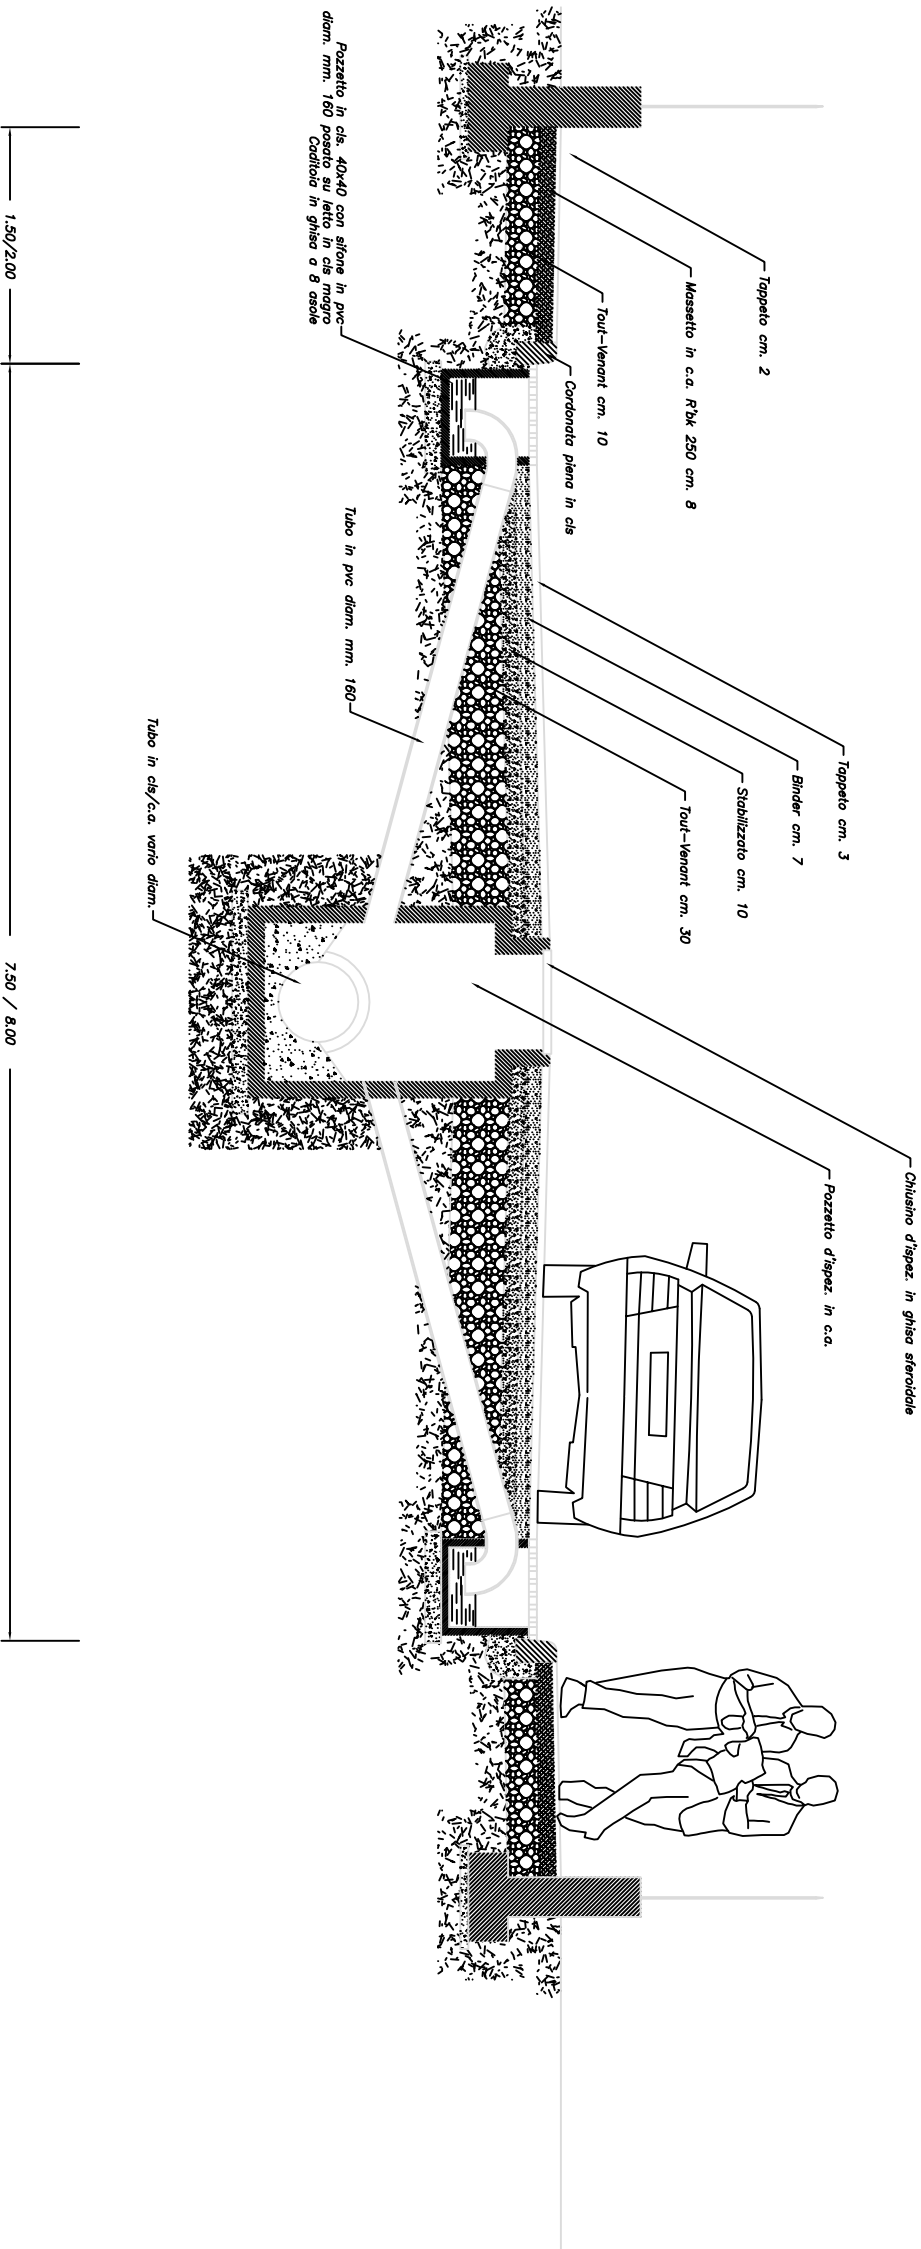 Chiusino d'ispez. in ghisa sferoidale
Tappeto cm. 3
Pozzetto d'ispez. in c.a.
Binder cm. 7
Tappeto cm. 2
Stabilizzato cm. 10
Massetto in c.a. R'bk 250 cm. 8
Tout-Venant cm. 30
Tout-Venant cm. 10
Cordonata piena in cls
Pozzetto in cls. 40x40 con sifone in pvc
diam. mm. 160 posato su letto in cls magro
Caditoia in ghisa a 8 asole
Tubo in pvc diam. mm. 160
Tubo in cls/c.a. vario diam.
1.50/2.00
7.50 / 8.00